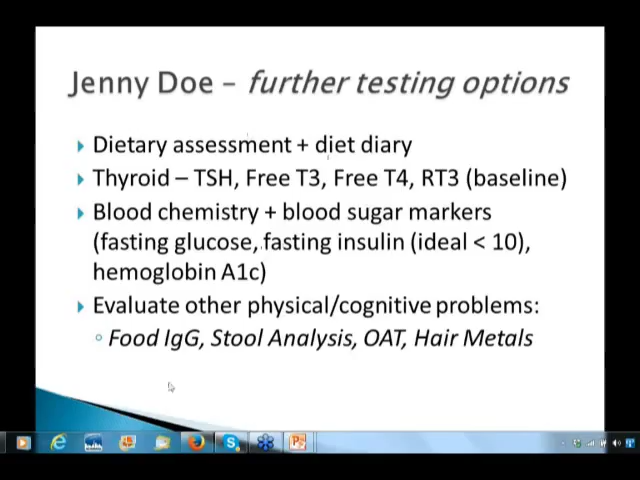 Jenny Doe – further testing options
Dietary assessment + diet diary
Thyroid – TSH, Free T3, Free T4, RT3 (baseline)
Blood chemistry + blood sugar markers
(fasting glucose, fasting insulin (ideal < 10),
hemoglobin A1c)
Evaluate other physical/cognitive problems:
Food IgG, Stool Analysis, OAT, Hair Metals